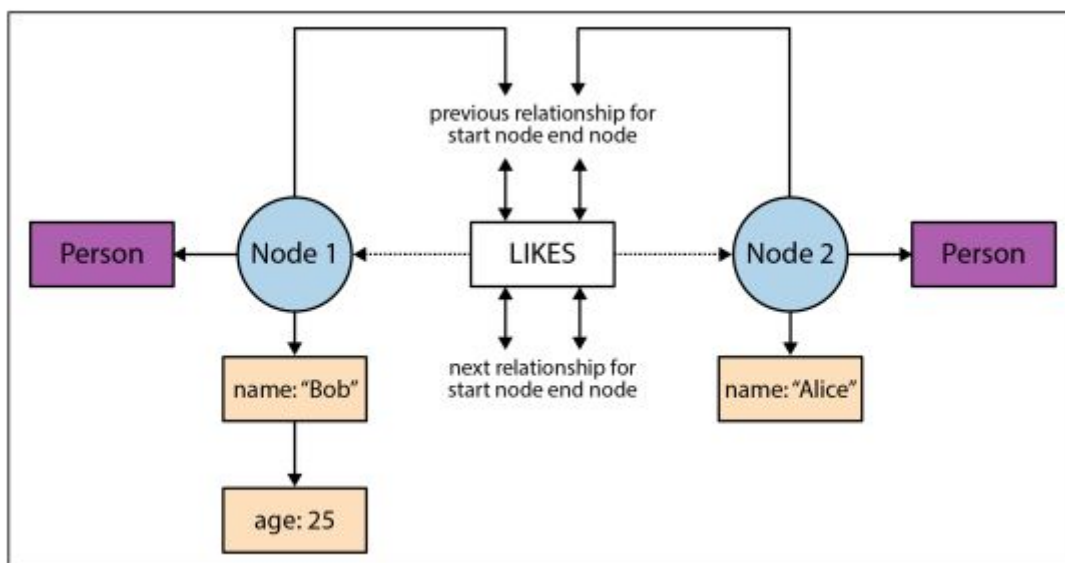 previous relationship for
start node end node
Person
Node 1
LIKES
Node 2
Person
name: “Bob”
next relationship for
start node end node
name: “Alice”
age: 25